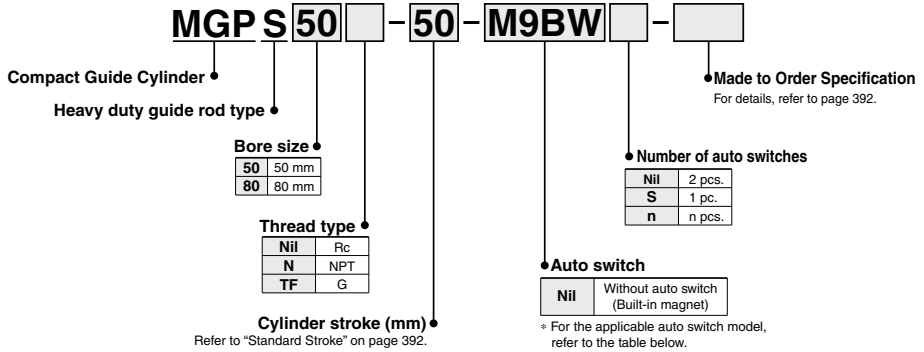 MGP S 50 - 50 - M9BW -
Compact Guide Cylinder
Heavy duty guide rod type
Bore size
50 50 mm
80 80 mm
Thread type
Nil Rc
N NPT
TF G
Cylinder stroke (mm)
Refer to “Standard Stroke” on page 392.
Auto switch
Nil Without auto switch
(Built-in magnet)
∗ For the applicable auto switch model,
refer to the table below.
Number of auto switches
Nil 2 pcs.
S 1 pc.
n n pcs.
Made to Order Specification
For details, refer to page 392.